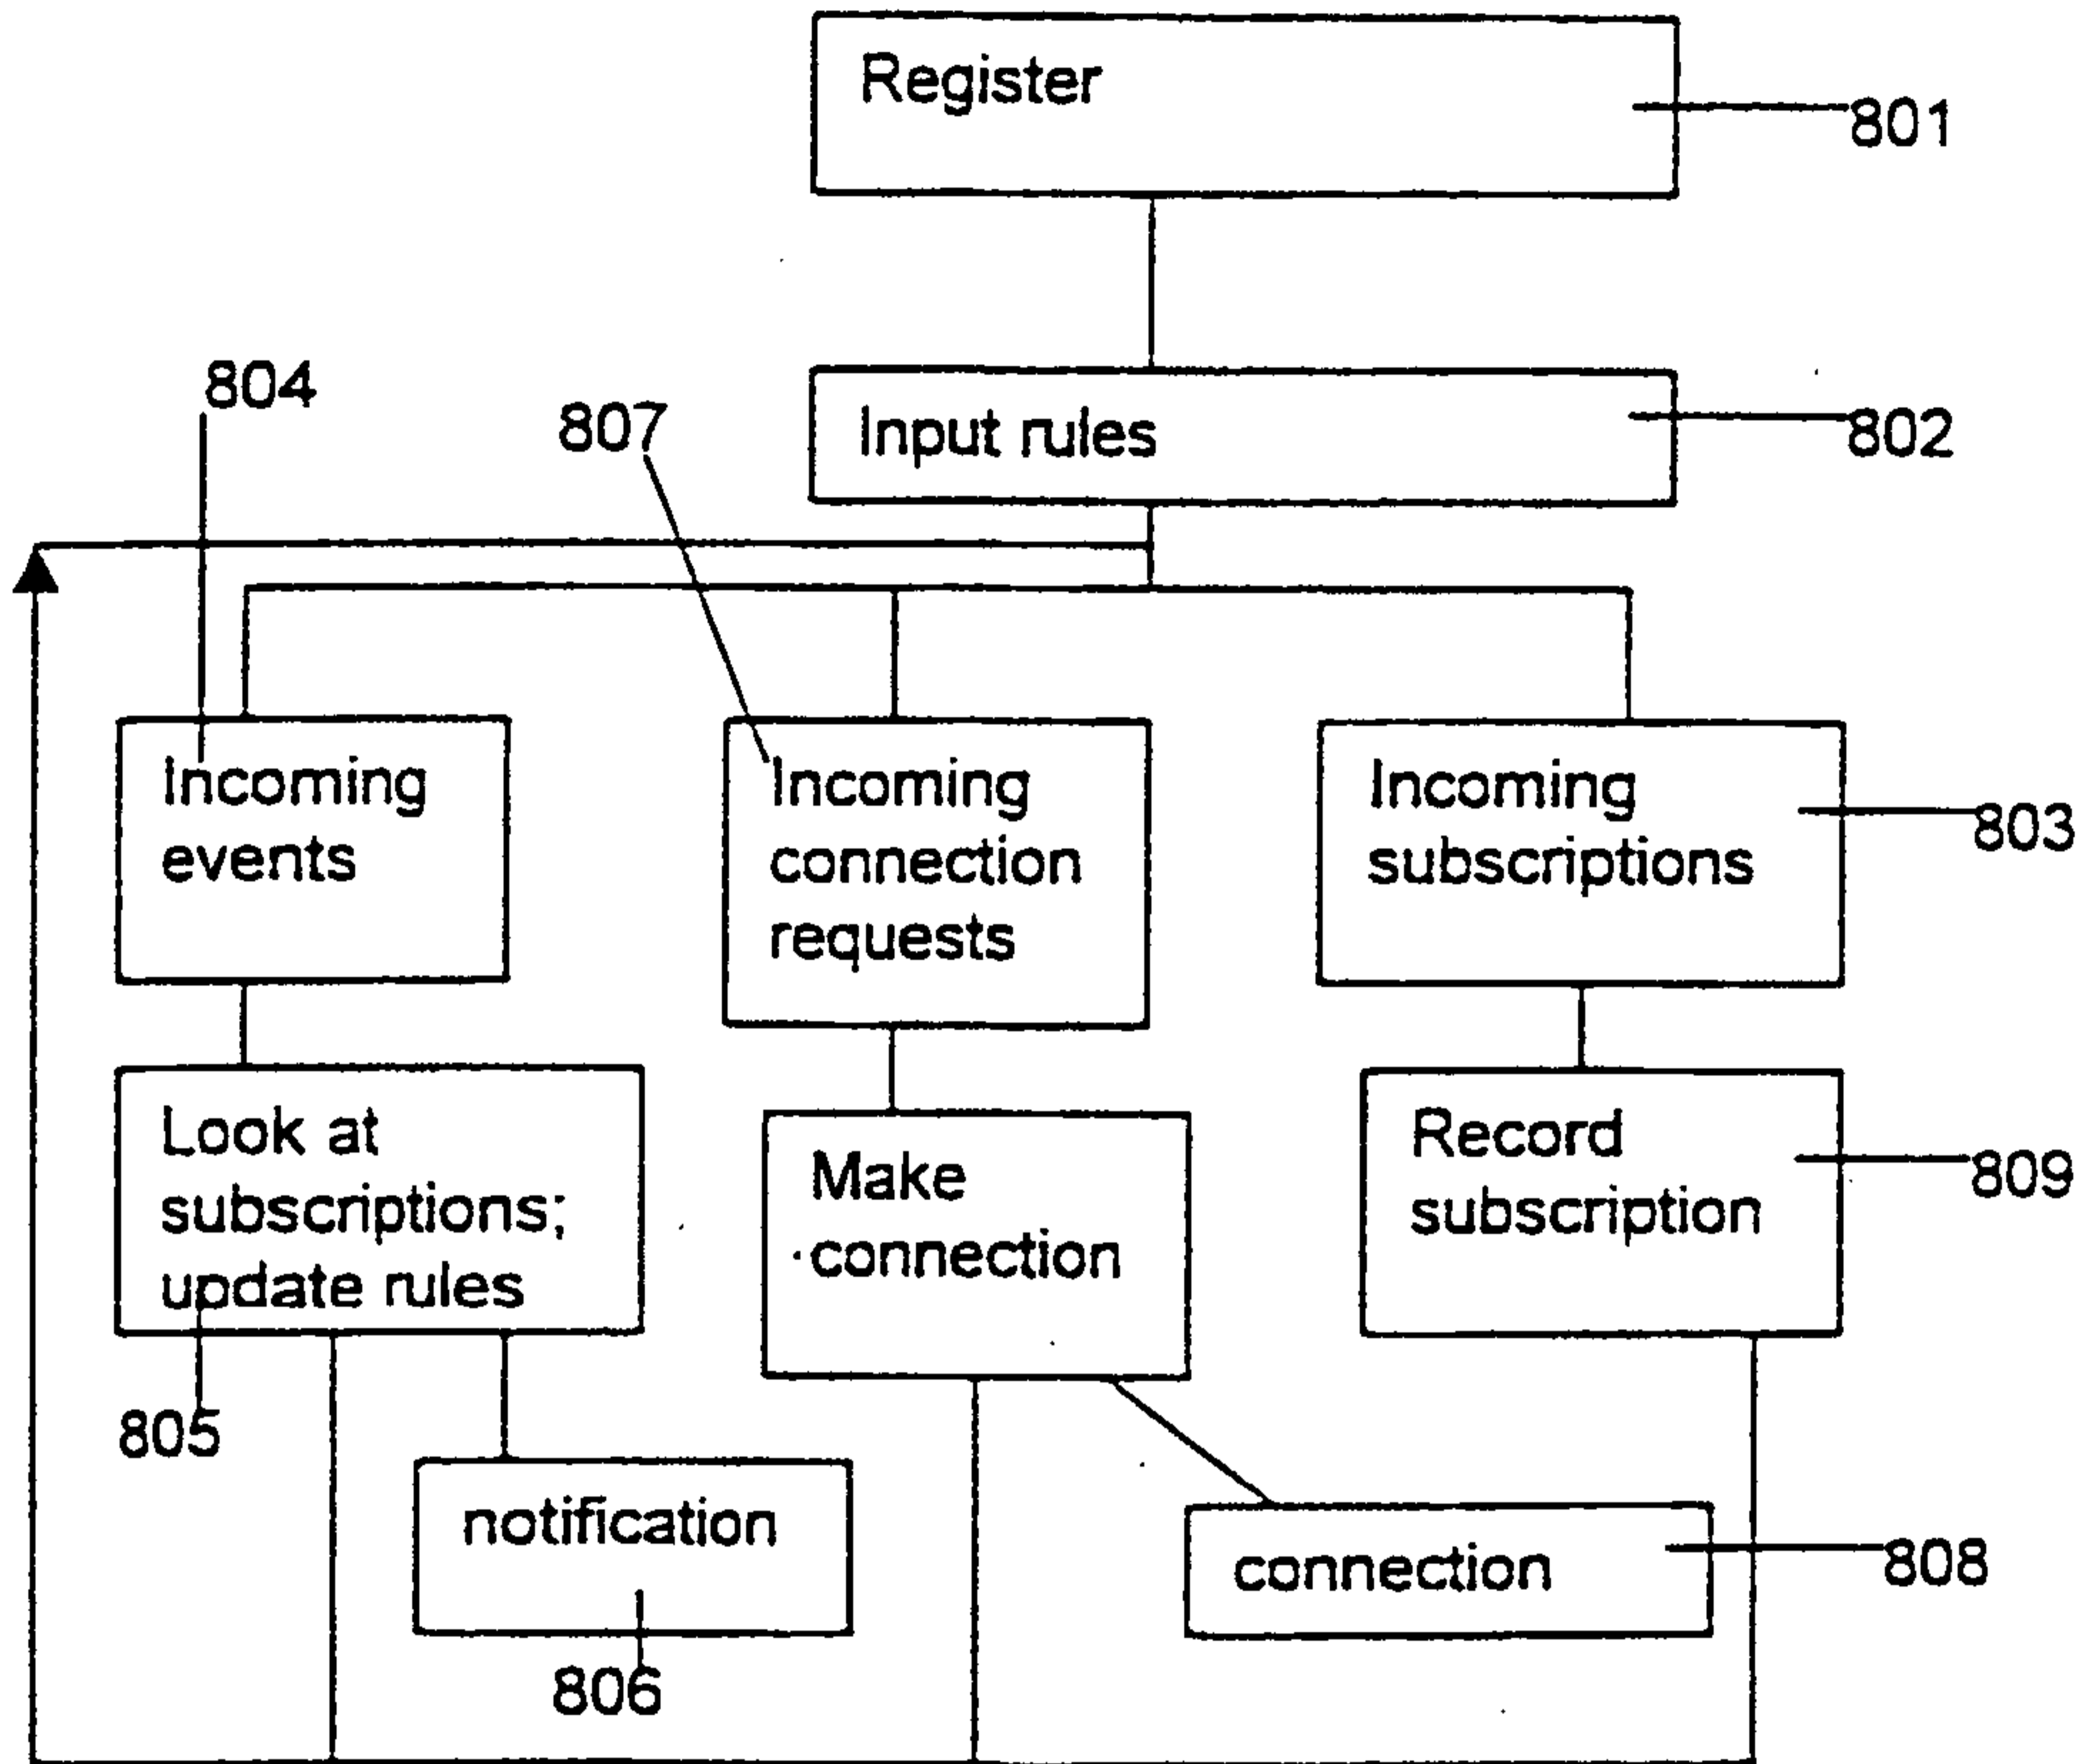 Register
801
804
807
Input rules
802
Incoming
events
Incoming
connection
requests
Incoming
subscriptions
803
Look at
subscriptions;
update rules
805
Make
connection
Record
subscription
809
notification
806
connection
808